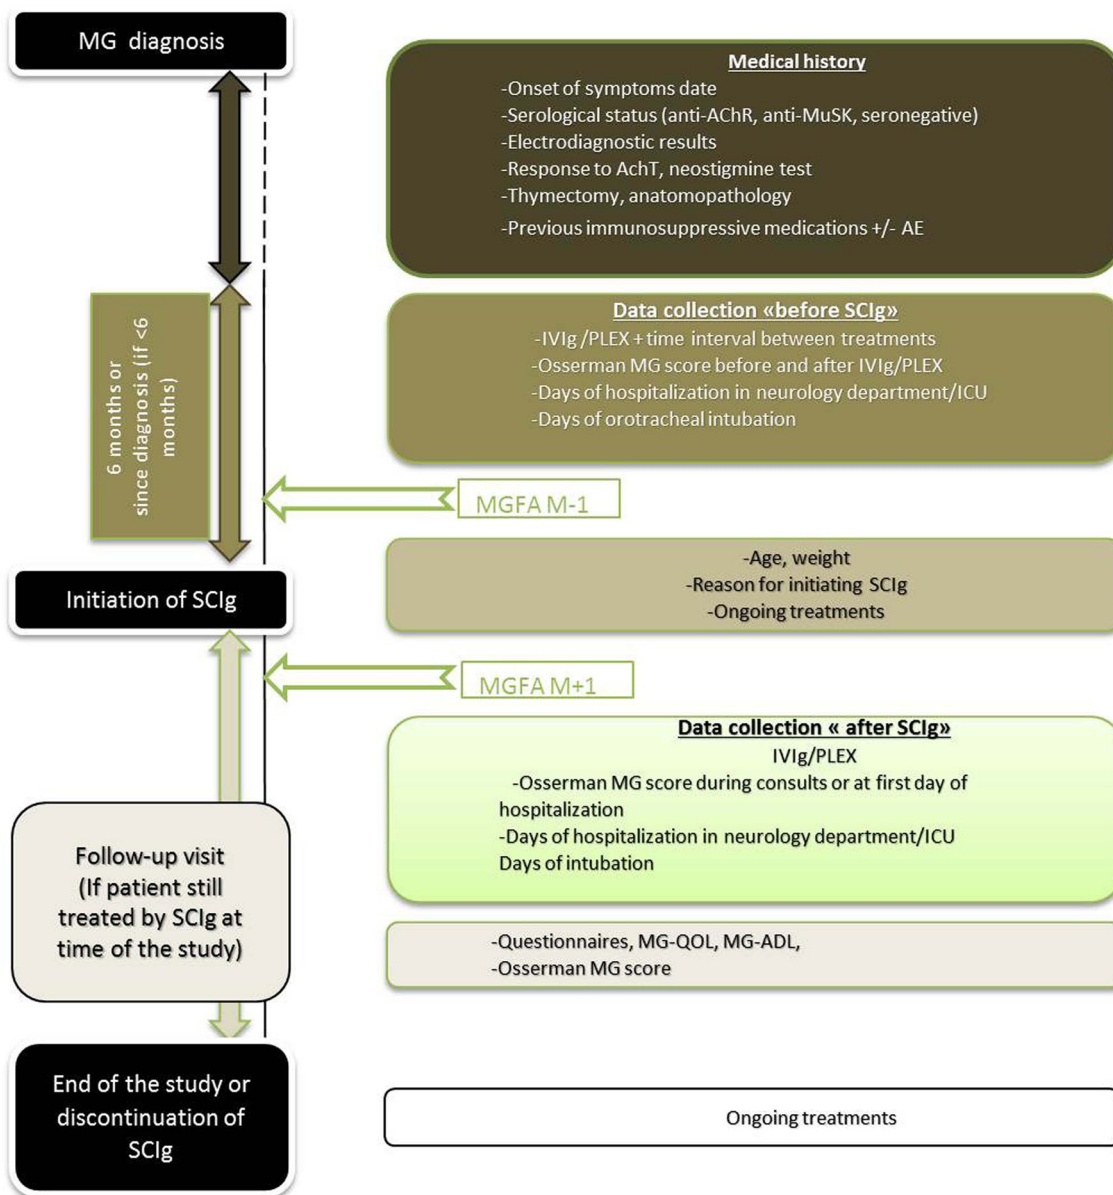 MG diagnosis
Medical history
-Onset of symptoms date
-Serological status (anti-AChR, anti-MuSK, seronegative)
-Electrodiagnostic results
-Response to AchT, neostigmine test
-Thymectomy, anatomopathology
-Previous immunosuppressive medications +/- AE
6 months or
since diagnosis (if <6
months)
Data collection «before SCIg»
-IVIg /PLEX + time interval between treatments
-Osserman MG score before and after IVIg/PLEX
-Days of hospitalization in neurology department/ICU
-Days of orotracheal intubation
MGFA M-1
Initiation of SCIg
-Age, weight
-Reason for initiating SCIg
-Ongoing treatments
MGFA M+1
Data collection « after SCIg»
IVIg/PLEX
-Osserman MG score during consults or at first day of
hospitalization
-Days of hospitalization in neurology department/ICU
Days of intubation
Follow-up visit
(If patient still
treated by SCIg at
time of the study)
-Questionnaires, MG-QOL, MG-ADL,
-Osserman MG score
End of the study or
discontinuation of
SCIg
Ongoing treatments